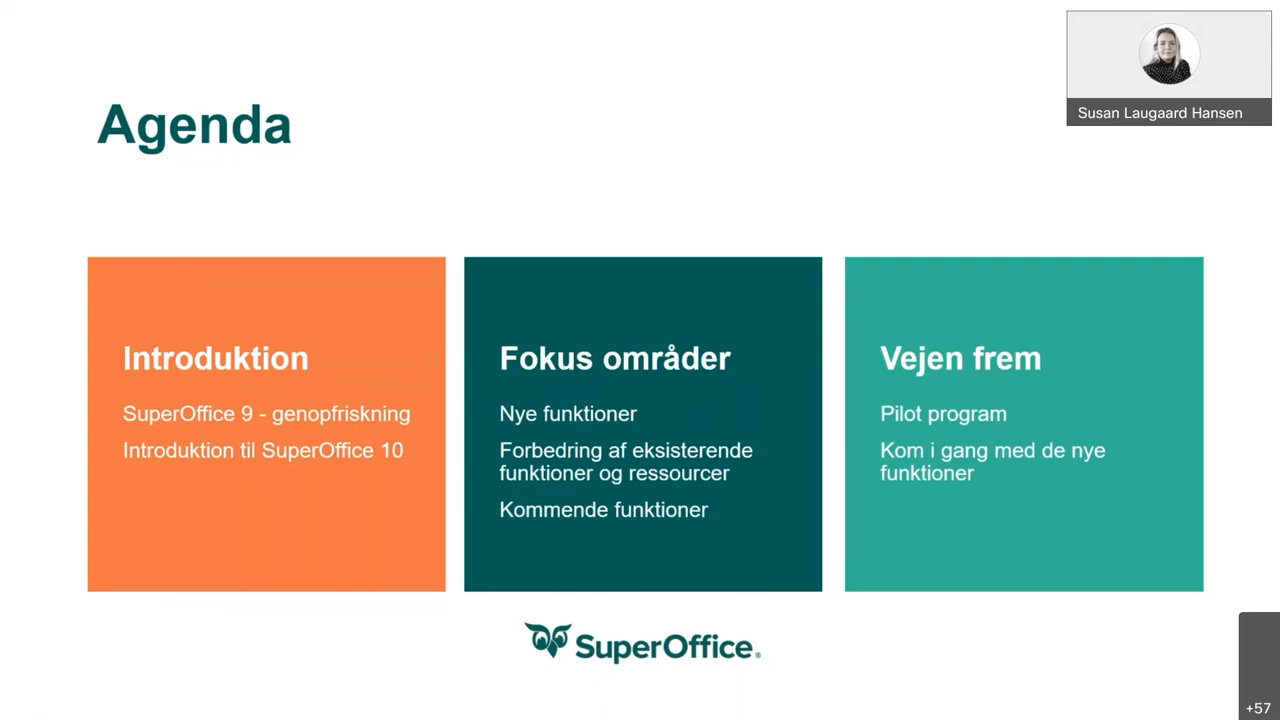 Susan Laugaard Hansen
Agenda
Introduktion
SuperOffice 9 - genopfriskning
Introduktion til SuperOffice 10
Fokus områder
Nye funktioner
Forbedring af eksisterende
funktioner og ressourcer
Kommende funktioner
Vejen frem
Pilot program
Kom i gang med de nye
funktioner
SuperOffice®
+57